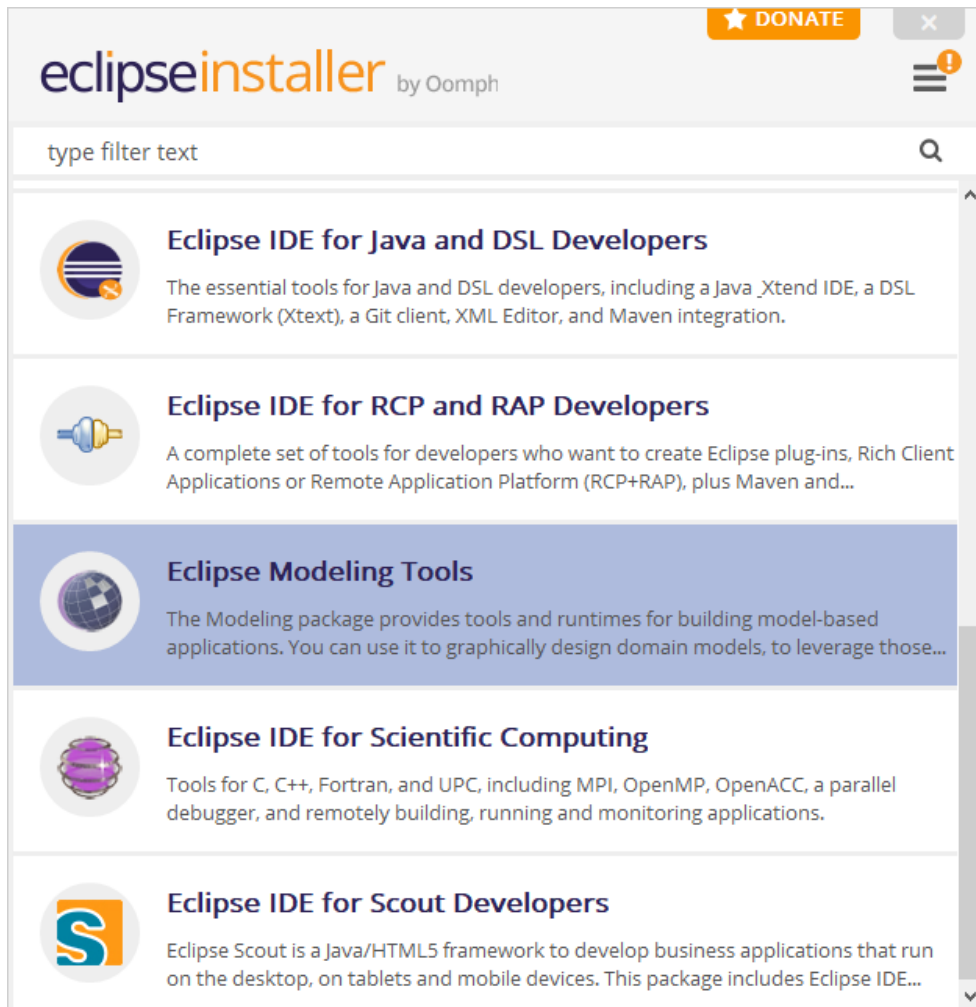 DONATE
eclipseinstaller by Oomph
type filter text
Eclipse IDE for Java and DSL Developers
The essential tools for Java and DSL developers, including a Java _Xtend IDE, a DSL
Framework (Xtext), a Git client, XML Editor, and Maven integration.
Eclipse IDE for RCP and RAP Developers
A complete set of tools for developers who want to create Eclipse plug-ins, Rich Client
Applications or Remote Application Platform (RCP+RAP), plus Maven and...
Eclipse Modeling Tools
The Modeling package provides tools and runtimes for building model-based
applications. You can use it to graphically design domain models, to leverage those...
Eclipse IDE for Scientific Computing
Tools for C, C++, Fortran, and UPC, including MPI, OpenMP, OpenACC, a parallel
debugger, and remotely building, running and monitoring applications.
Eclipse IDE for Scout Developers
Eclipse Scout is a Java/HTML5 framework to develop business applications that run
on the desktop, on tablets and mobile devices. This package includes Eclipse IDE...